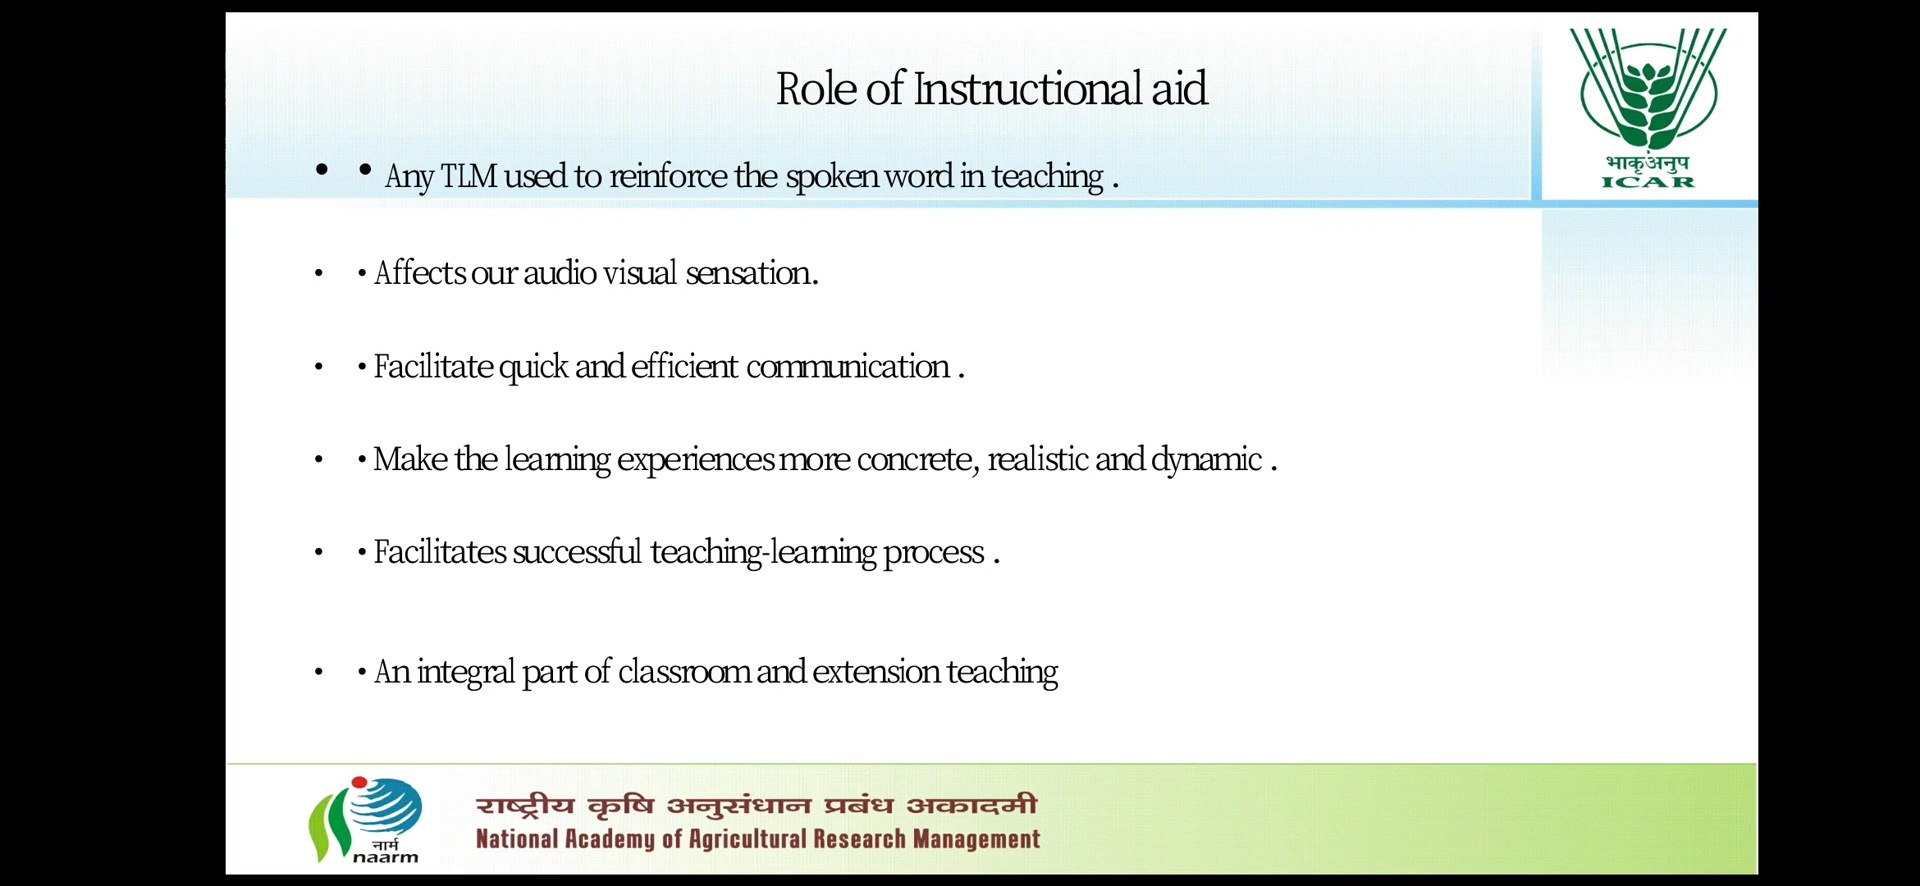 Role of Instructional aid
भाकृअनुप
ICAR
• • Any TLM used to reinforce the spoken word in teaching .
• • Affects our audio visual sensation.
• • Facilitate quick and efficient communication .
• • Make the learning experiences more concrete, realistic and dynamic .
• • Facilitates successful teaching-learning process .
• • An integral part of classroom and extension teaching
नार्म
naarm
राष्ट्रीय कृषि अनुसंधान प्रबंध अकादमी
National Academy of Agricultural Research Management